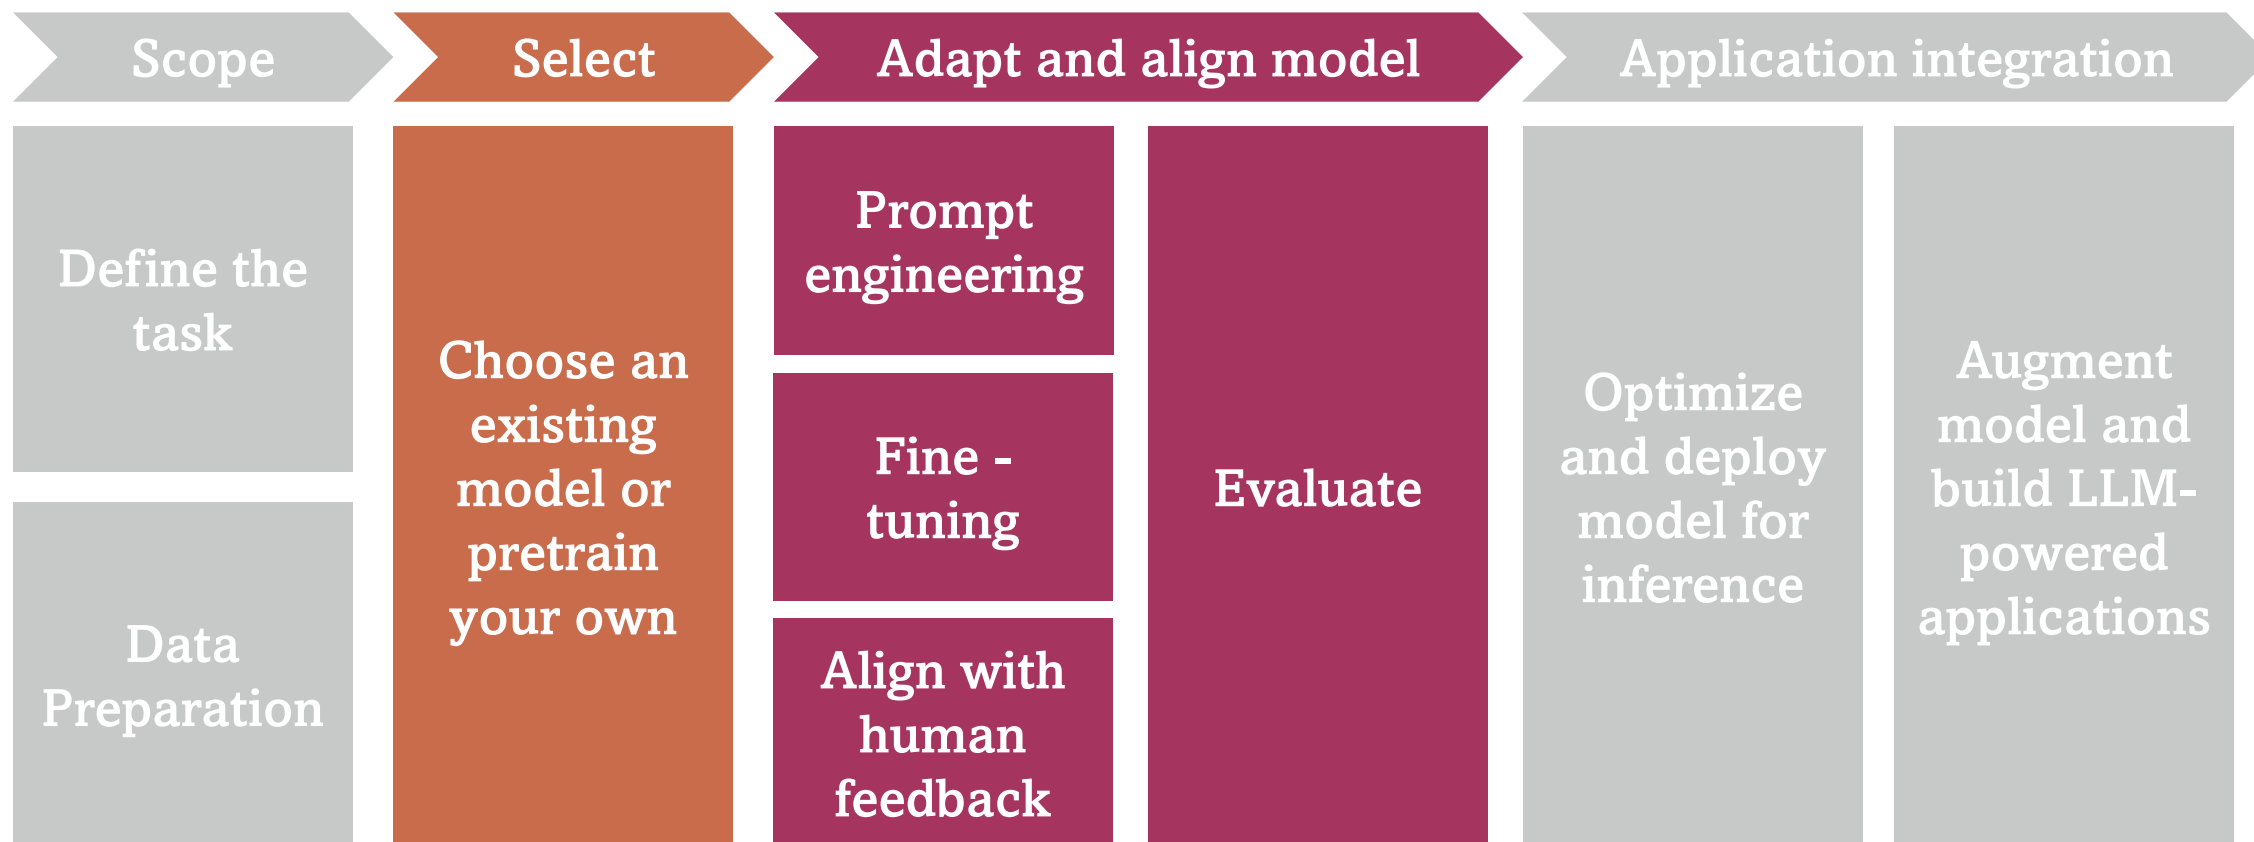 Scope
Select
Adapt and align model
Application integration
Define the
task
Data
Preparation
Choose an
existing
model or
pretrain
your own
Prompt
engineering
Fine -
tuning
Align with
human
feedback
Evaluate
Optimize
and deploy
model for
inference
Augment
model and
build LLM-
powered
applications